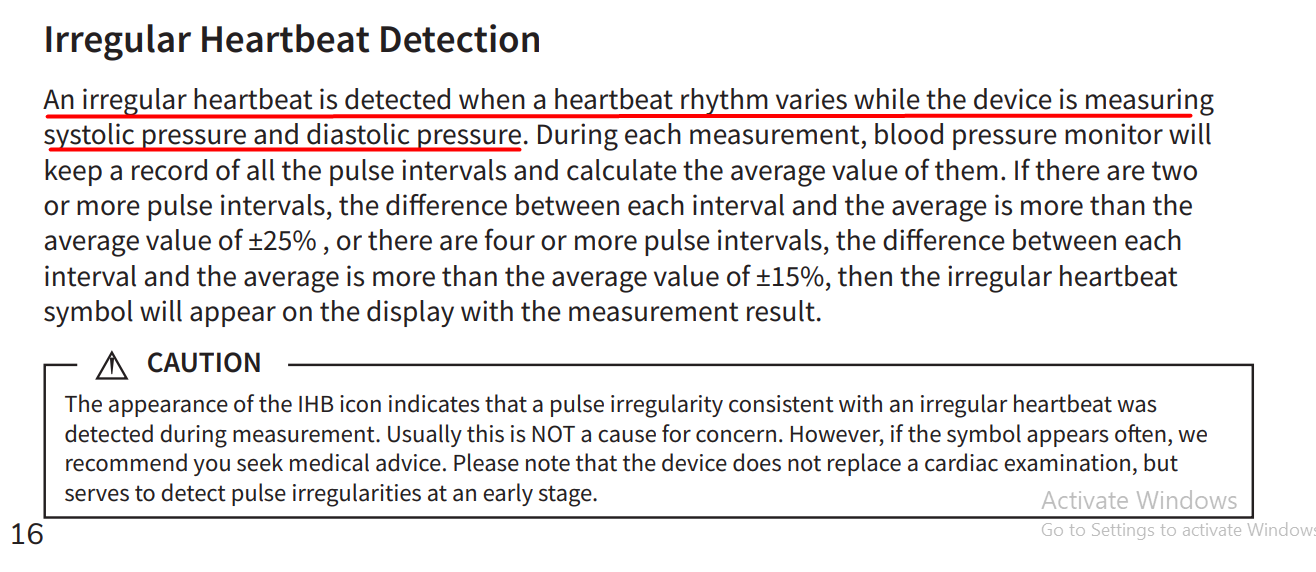 Irregular Heartbeat Detection
An irregular heartbeat is detected when a heartbeat rhythm varies while the device is measuring
systolic pressure and diastolic pressure. During each measurement, blood pressure monitor will
keep a record of all the pulse intervals and calculate the average value of them. If there are two
or more pulse intervals, the difference between each interval and the average is more than the
average value of ±25% , or there are four or more pulse intervals, the difference between each
interval and the average is more than the average value of ±15%, then the irregular heartbeat
symbol will appear on the display with the measurement result.
CAUTION
The appearance of the IHB icon indicates that a pulse irregularity consistent with an irregular heartbeat was
detected during measurement. Usually this is NOT a cause for concern. However, if the symbol appears often, we
recommend you seek medical advice. Please note that the device does not replace a cardiac examination, but
serves to detect pulse irregularities at an early stage.
Activate Windows
Go to Settings to activate Windows
16